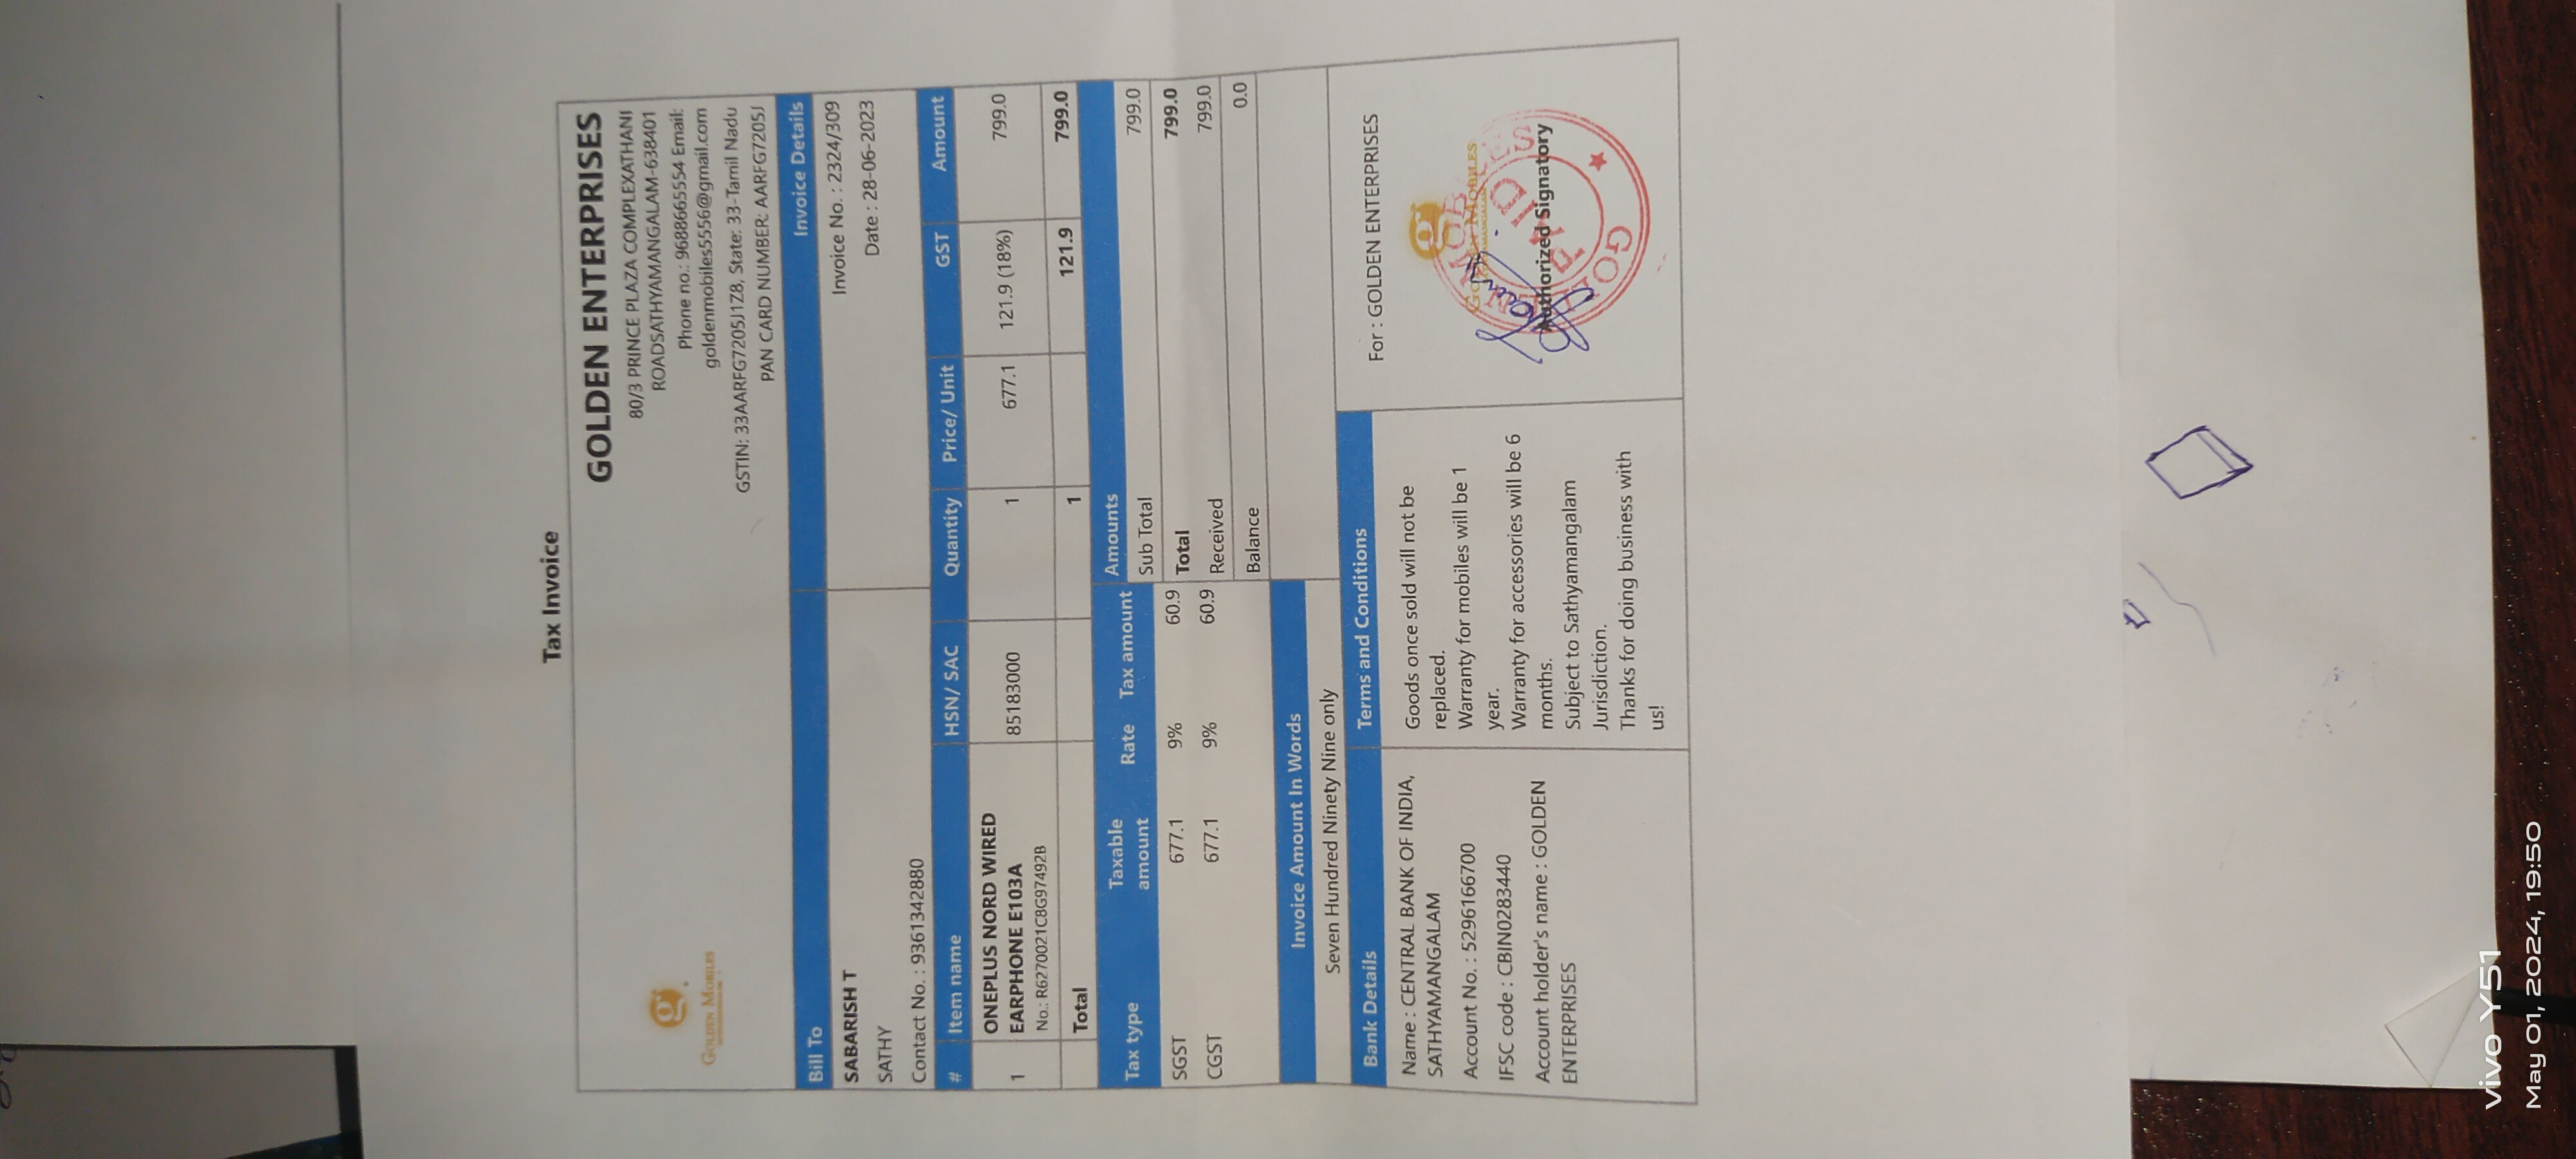 Tax Invoice
GOLDEN ENTERPRISES
80/3 PRINCE PLAZA COMPLEXATHANI
ROADSATHYAMANGALAM-638401
Phone no.: 9688665554 Email:
goldenmobiles5556@gmail.com
GSTIN: 33AARFG7205J1Z8, State: 33-Tamil Nadu
PAN CARD NUMBER: AARFG7205J
g
GOLDEN MOBILES
Bill To
Invoice Details
SABARISH T
SATHY
Contact No. : 9361342880
Invoice No. : 2324/309
Date : 28-06-2023
# Item name HSN/ SAC Quantity Price/ Unit GST Amount
1 ONEPLUS NORD WIRED EARPHONE E103A 85183000 1 677.1 121.9 (18%) 799.0
No.: R6270021C8G97492B
Total 1 121.9 799.0
Tax type Taxable amount Rate Tax amount
SGST 677.1 9% 60.9
CGST 677.1 9% 60.9
Amounts
Sub Total 799.0
Total 799.0
Received 799.0
Balance 0.0
Invoice Amount In Words
Seven Hundred Ninety Nine only
Bank Details
Name : CENTRAL BANK OF INDIA,
SATHYAMANGALAM
Account No. : 5296166700
IFSC code : CBIN0283440
Account holder's name : GOLDEN
ENTERPRISES
Terms and Conditions
Goods once sold will not be
replaced.
Warranty for mobiles will be 1
year.
Warranty for accessories will be 6
months.
Subject to Sathyamangalam
Jurisdiction.
Thanks for doing business with
us!
For : GOLDEN ENTERPRISES
g
GOLDEN MOBILES
PAID
Authorized Signatory
vivo Y51
May 01, 2024, 19:50